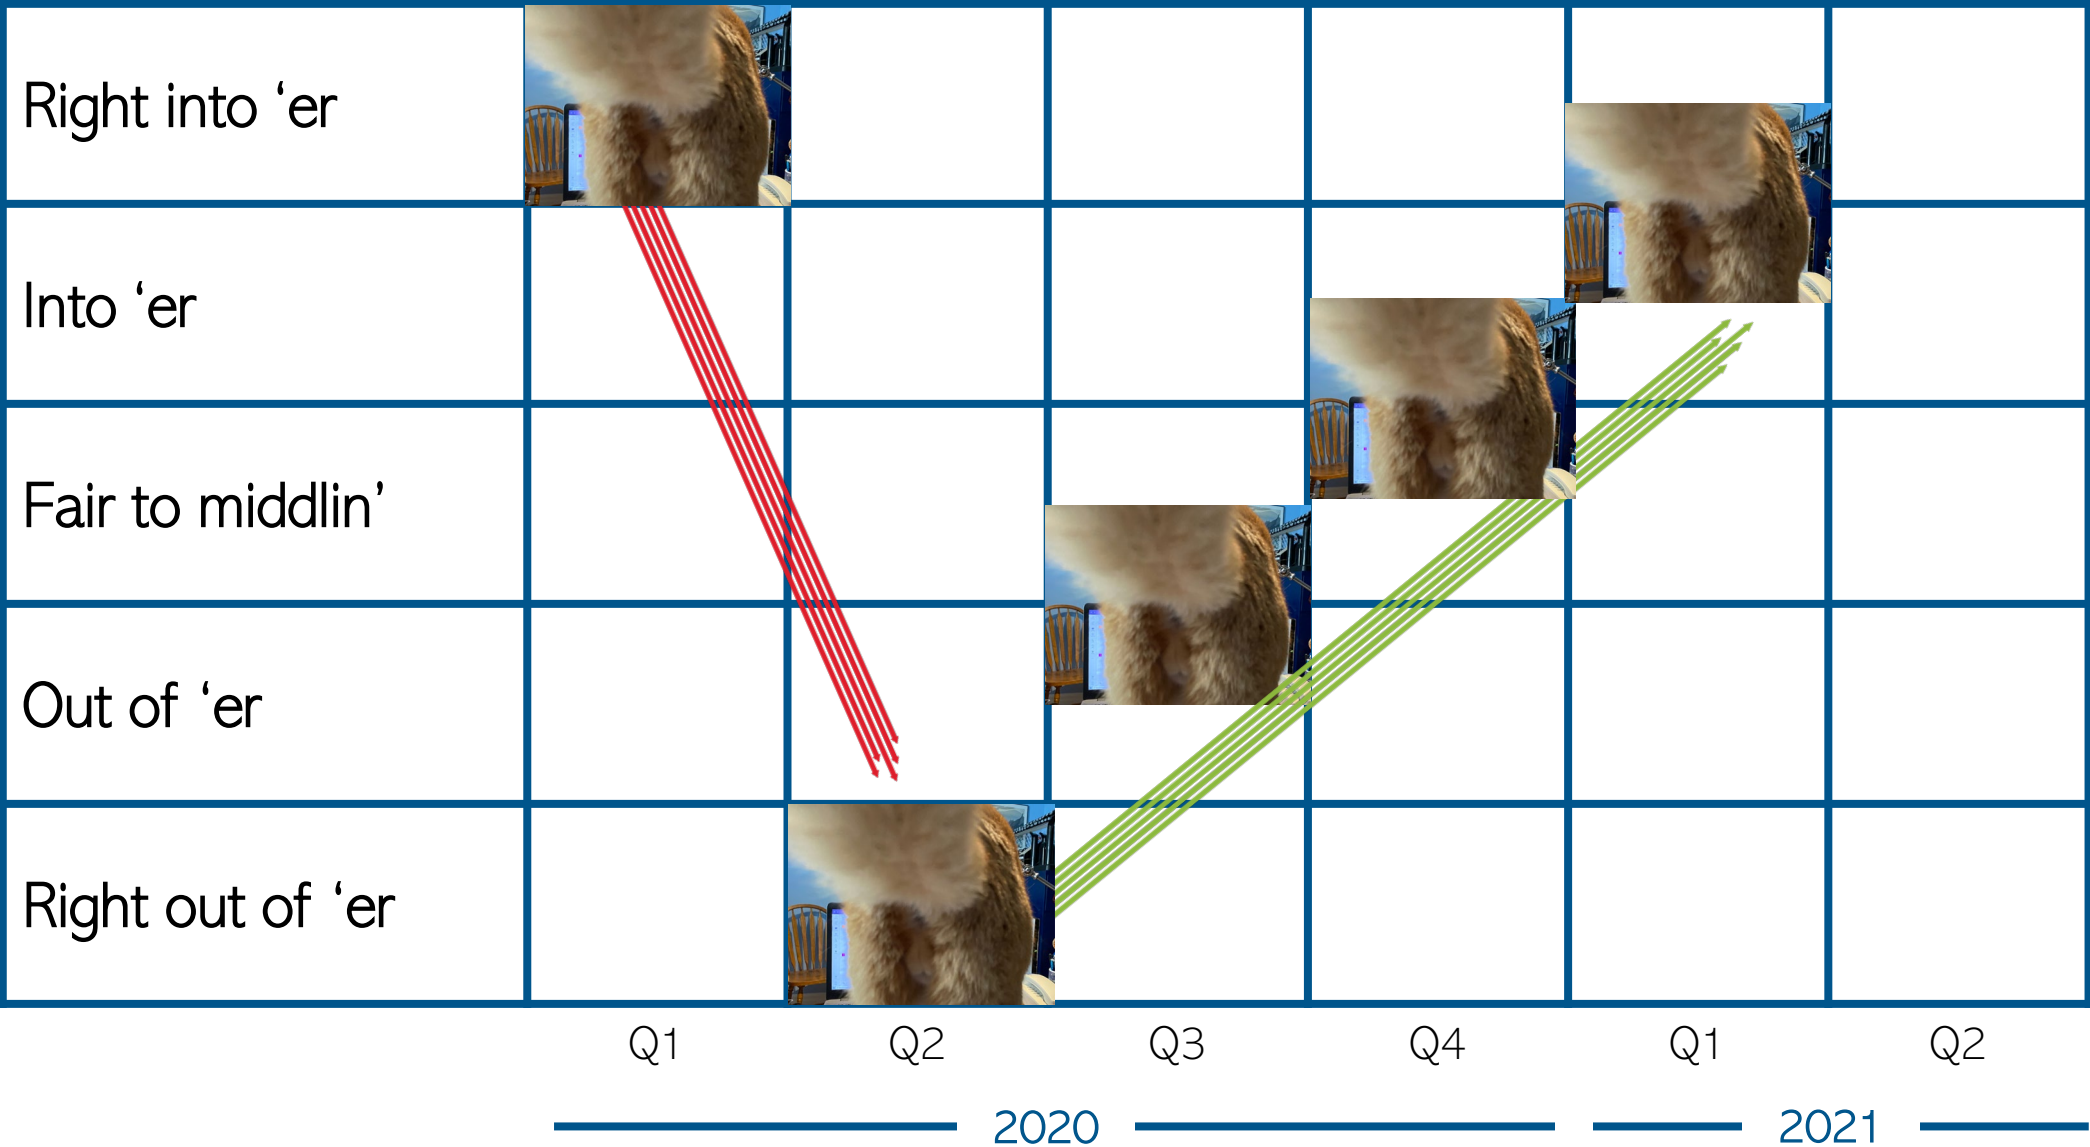 Right into ‘er
Into ‘er
Fair to middlin’
Out of ‘er
Right out of ‘er
Q1 Q2 Q3 Q4 Q1 Q2
2020 2021